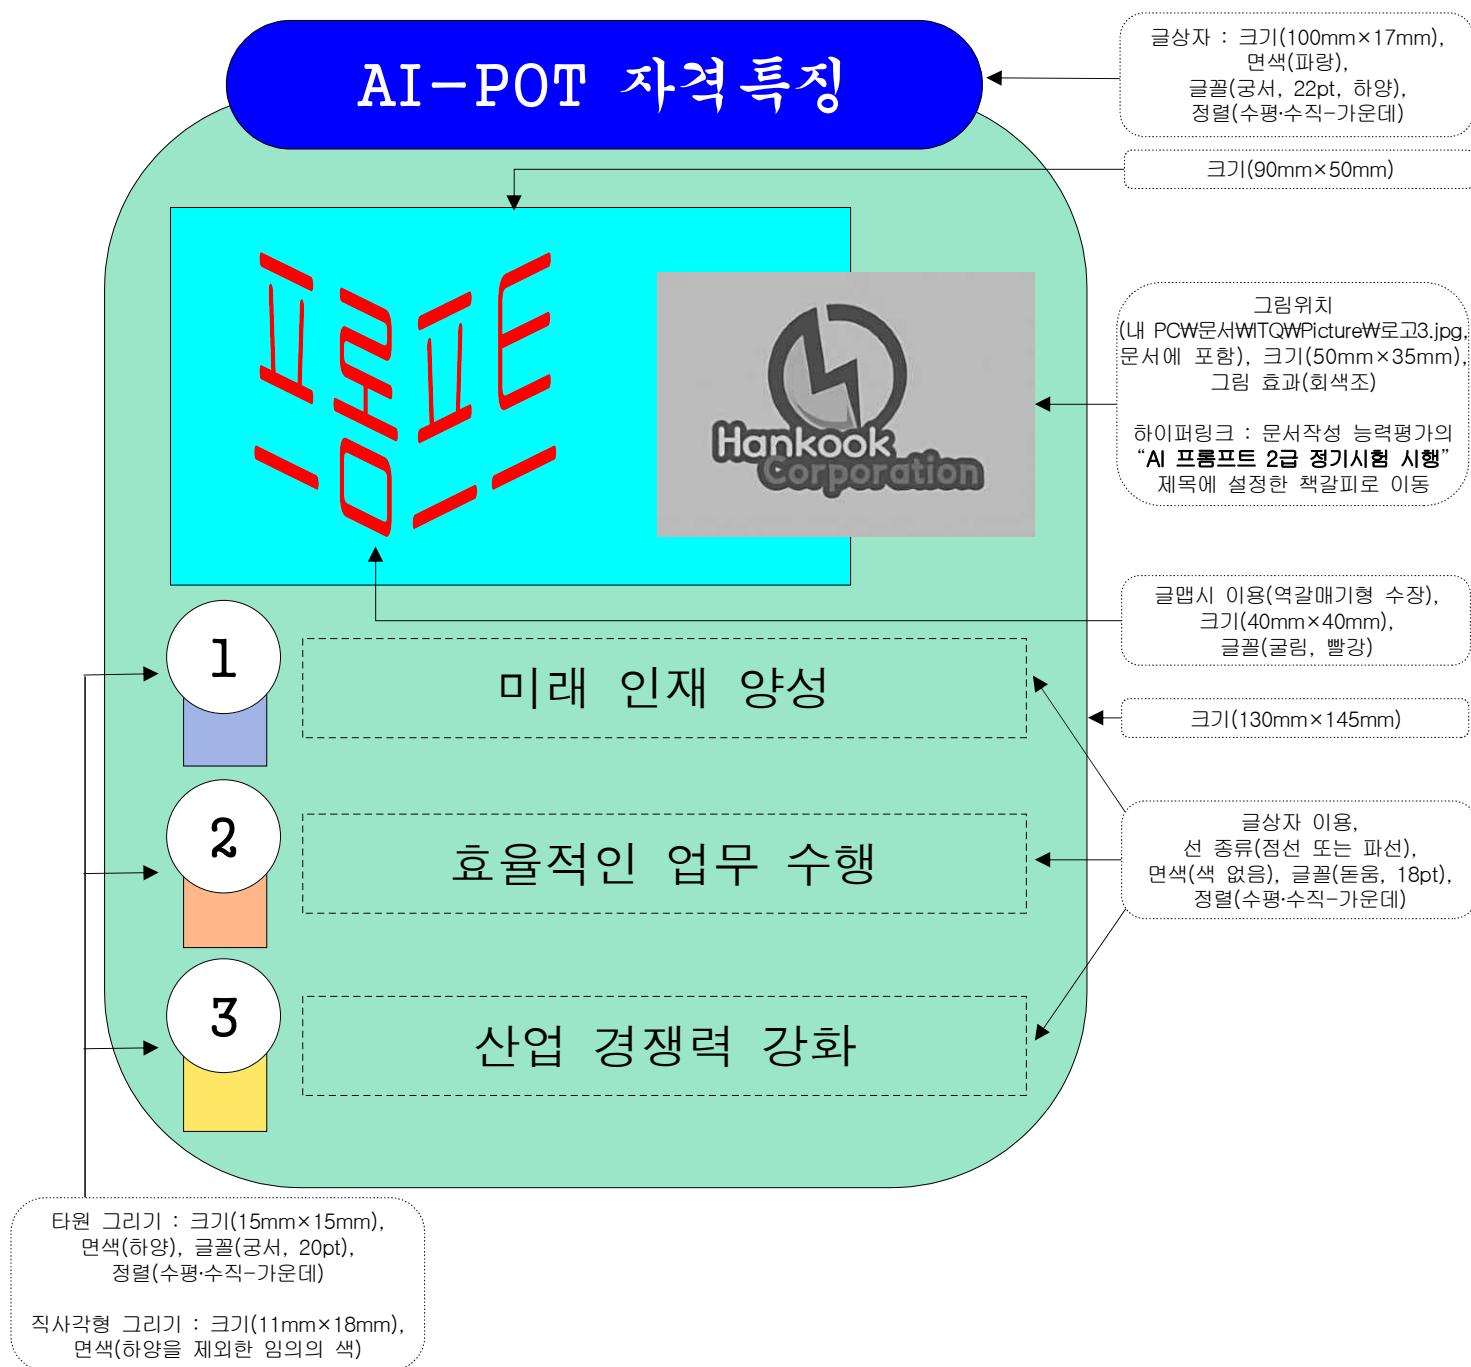 AI-POT 자격특징
글상자 : 크기(100mm×17mm),
면색(파랑),
글꼴(궁서, 22pt, 하양),
정렬(수평·수직-가운데)
크기(90mm×50mm)
프롬프트
Hankook
Corporation
그림위치
(내 PC₩문서₩ITQ₩Picture₩로고3.jpg,
문서에 포함), 크기(50mm×35mm),
그림 효과(회색조)
하이퍼링크 : 문서작성 능력평가의
“AI 프롬프트 2급 정기시험 시행”
제목에 설정한 책갈피로 이동
글맵시 이용(역갈매기형 수장),
크기(40mm×40mm),
글꼴(굴림, 빨강)
1
미래 인재 양성
크기(130mm×145mm)
2
효율적인 업무 수행
글상자 이용,
선 종류(점선 또는 파선),
면색(색 없음), 글꼴(돋움, 18pt),
정렬(수평·수직-가운데)
3
산업 경쟁력 강화
타원 그리기 : 크기(15mm×15mm),
면색(하양), 글꼴(궁서, 20pt),
정렬(수평·수직-가운데)
직사각형 그리기 : 크기(11mm×18mm),
면색(하양을 제외한 임의의 색)